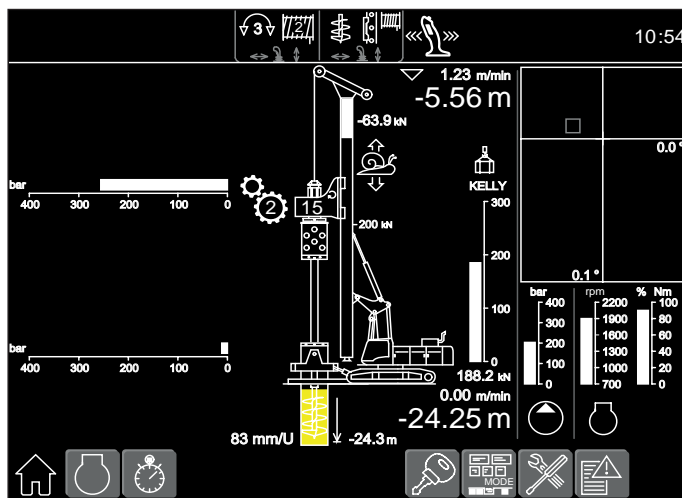 3 2
10:54
1.23 m/min
-5.56 m
-63.9 kN
0.0 °
KELLY
bar
400 300 200 100 0
2 15
200 kN
300
200
100
0
0.1 °
bar
400
300
200
100
0
rpm
2200
1900
1600
1300
1000
700
% Nm
100
80
60
40
20
0
bar
400 300 200 100 0
188.2 kN
0.00 m/min
-24.25 m
83 mm/U
-24.3 m
MODE